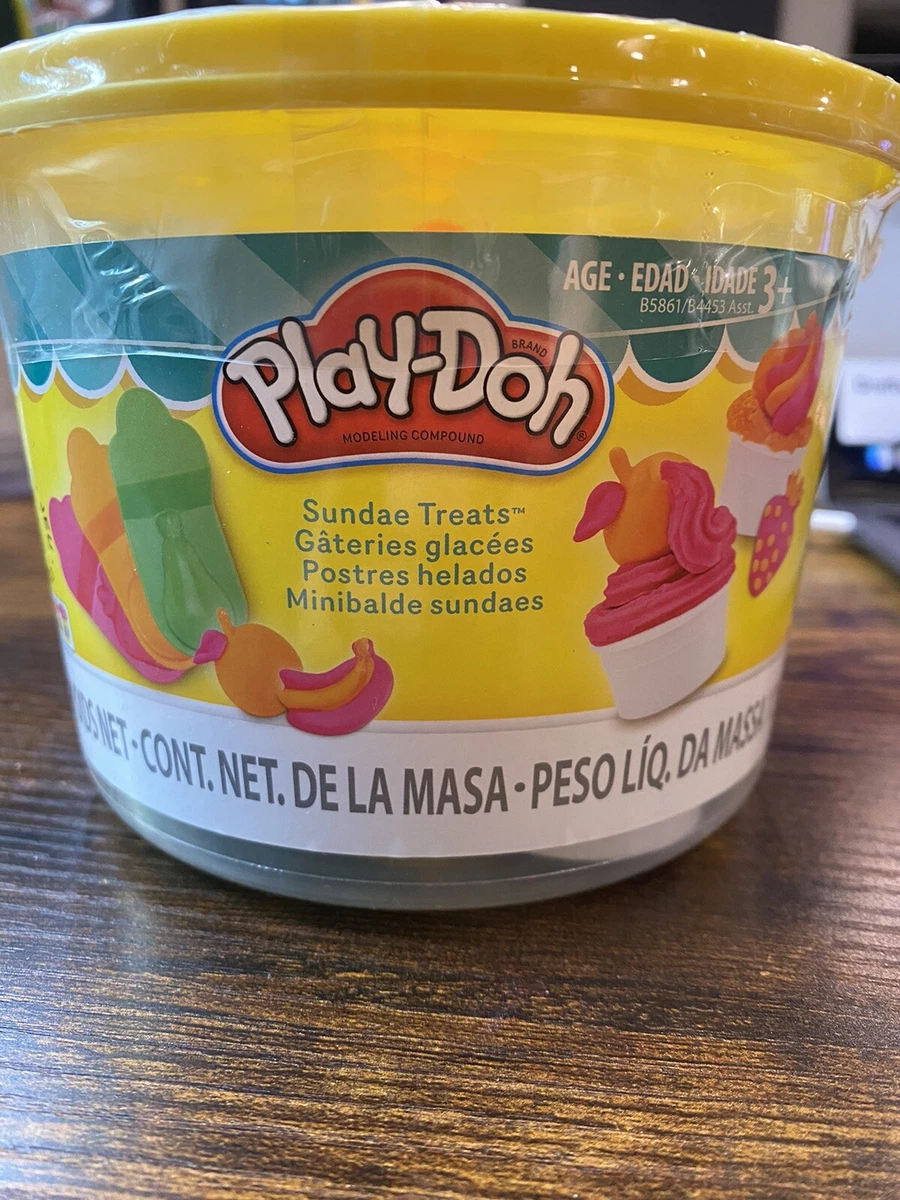 AGE • EDAD • IDADE 3+
B5861/B4453 Asst.
Play-Doh
BRAND
MODELING COMPOUND
®
Sundae Treats™
Gâteries glacées
Postres helados
Minibalde sundaes
NET • CONT. NET. DE LA MASA • PESO LÍQ. DA MASSA